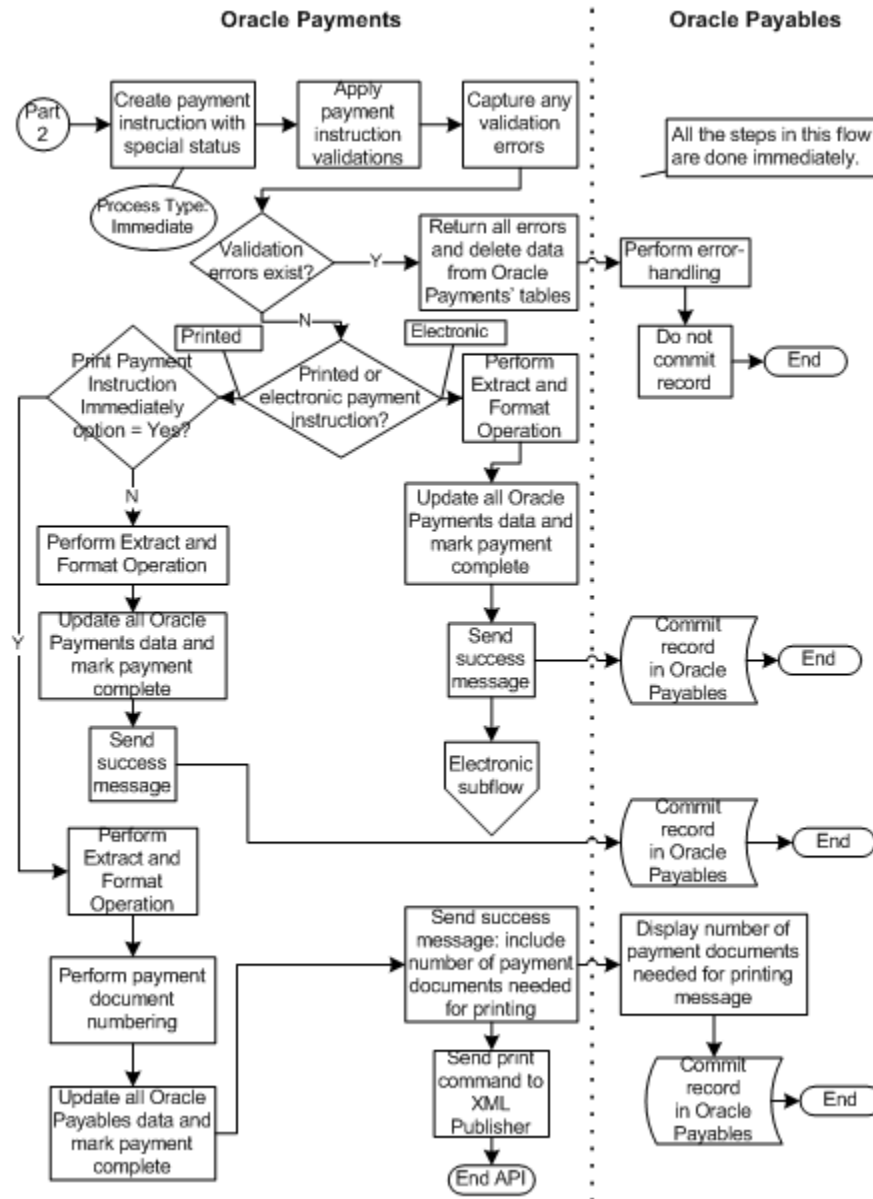 Oracle Payments
Oracle Payables
Part
2
Create payment
instruction with
special status
Apply
payment
instruction
validations
Capture any
validation
errors
All the steps in this flow
are done immediately.
Process Type:
Immediate
Validation
errors exist?
Y
Return all errors
and delete data
from Oracle
Payments' tables
Perform error-
handling
N
Printed
Electronic
Do not
commit
record
End
Print Payment
Instruction
Immediately
option = Yes?
Printed or
electronic payment
instruction?
Perform
Extract and
Format
Operation
N
Update all Oracle
Payments data and
mark payment
complete
Perform Extract and
Format Operation
Y
Update all Oracle
Payments data and
mark payment
complete
Send
success
message
Commit
record
in Oracle
Payables
End
Send
success
message
Electronic
subflow
Commit
record
in Oracle
Payables
End
Perform
Extract and
Format
Operation
Send success
message: include
number of payment
documents needed
for printing
Display number of
payment documents
needed for printing
message
Perform payment
document
numbering
Send print
command to
XML
Publisher
Commit
record
in Oracle
Payables
End
Update all Oracle
Payables data and
mark payment
complete
End API